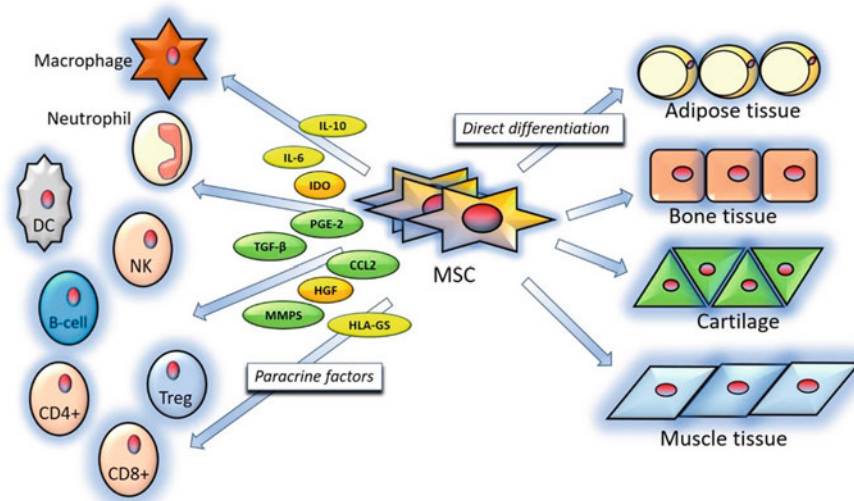 Macrophage
Neutrophil
DC
NK
B-cell
CD4+
Treg
CD8+
IL-10
IL-6
IDO
PGE-2
TGF-β
CCL2
HGF
MMPS
HLA-GS
Paracrine factors
MSC
Direct differentiation
Adipose tissue
Bone tissue
Cartilage
Muscle tissue